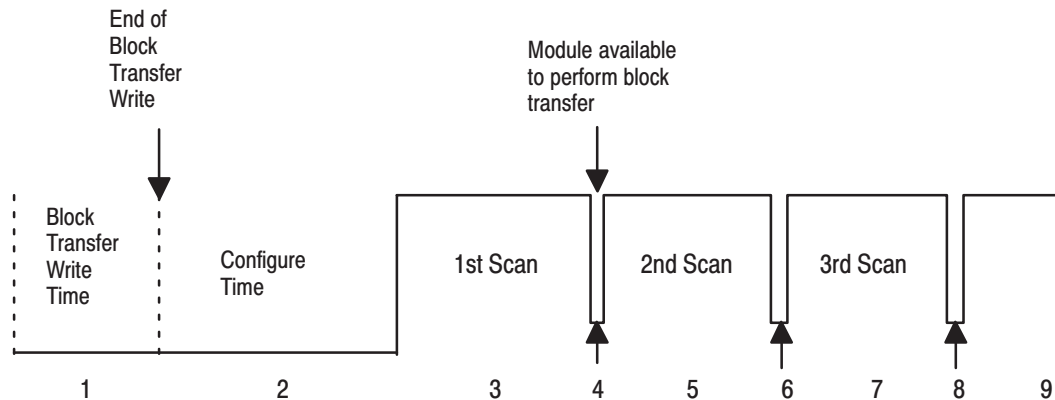 End of
Block
Transfer
Write
Module available
to perform block
transfer
Block
Transfer
Write
Time
Configure
Time
1st Scan
2nd Scan
3rd Scan
1 2 3 4 5 6 7 8 9